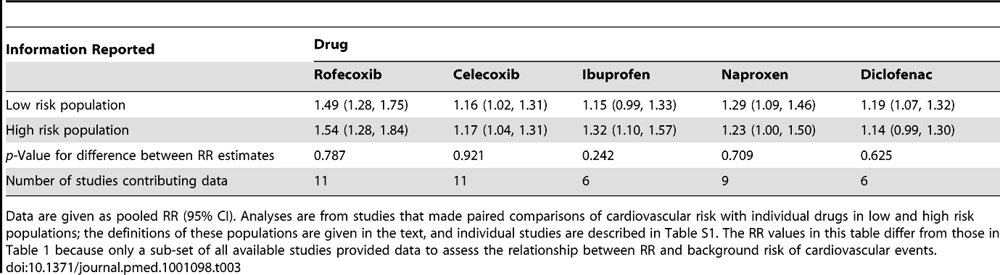 Information Reported Drug
Rofecoxib Celecoxib Ibuprofen Naproxen Diclofenac
Low risk population 1.49 (1.28, 1.75) 1.16 (1.02, 1.31) 1.15 (0.99, 1.33) 1.29 (1.09, 1.46) 1.19 (1.07, 1.32)
High risk population 1.54 (1.28, 1.84) 1.17 (1.04, 1.31) 1.32 (1.10, 1.57) 1.23 (1.00, 1.50) 1.14 (0.99, 1.30)
p-Value for difference between RR estimates 0.787 0.921 0.242 0.709 0.625
Number of studies contributing data 11 11 6 9 6
Data are given as pooled RR (95% CI). Analyses are from studies that made paired comparisons of cardiovascular risk with individual drugs in low and high risk
populations; the definitions of these populations are given in the text, and individual studies are described in Table S1. The RR values in this table differ from those in
Table 1 because only a sub-set of all available studies provided data to assess the relationship between RR and background risk of cardiovascular events.
doi:10.1371/journal.pmed.1001098.t003